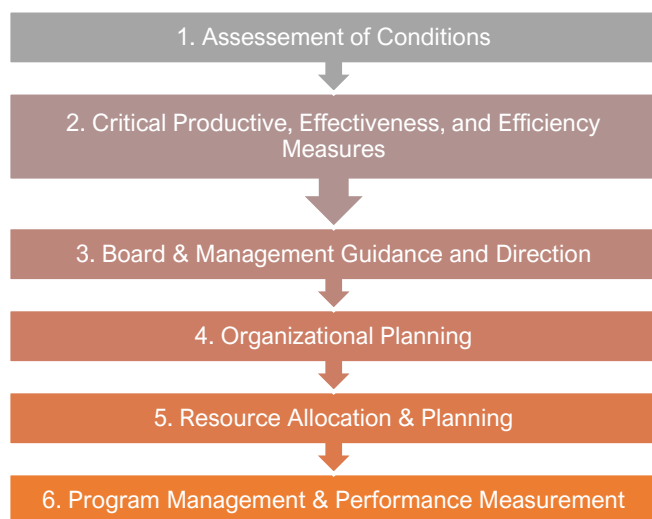 1. Assessement of Conditions
2. Critical Productive, Effectiveness, and Efficiency
Measures
3. Board & Management Guidance and Direction
4. Organizational Planning
5. Resource Allocation & Planning
6. Program Management & Performance Measurement